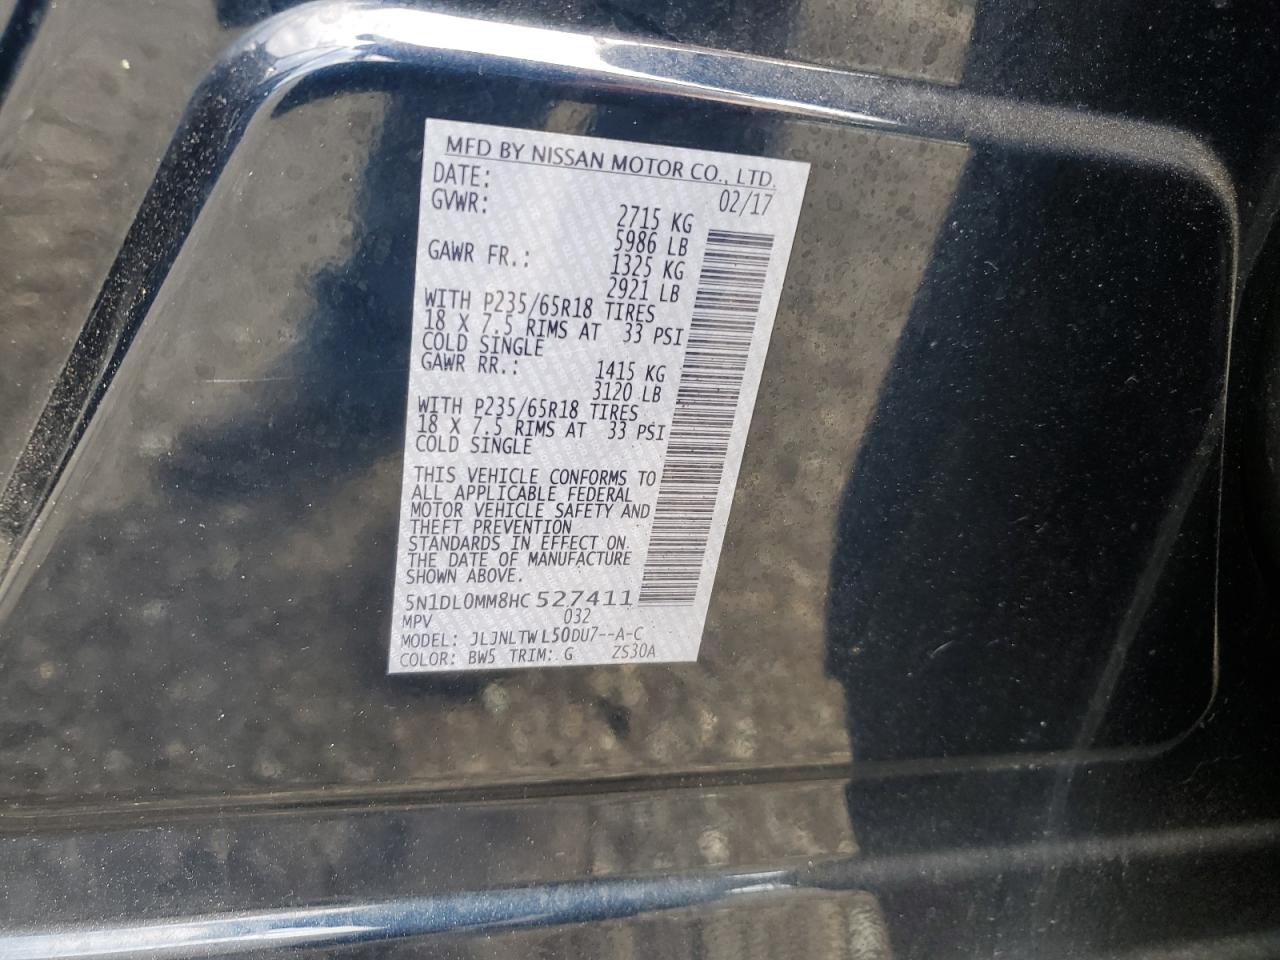 MFD BY NISSAN MOTOR CO., LTD.
DATE: 02/17
GVWR: 2715 KG
5986 LB
GAWR FR.: 1325 KG
2921 LB
WITH P235/65R18 TIRES
18 X 7.5 RIMS AT 33 PSI
COLD SINGLE
GAWR RR.: 1415 KG
3120 LB
WITH P235/65R18 TIRES
18 X 7.5 RIMS AT 33 PSI
COLD SINGLE
THIS VEHICLE CONFORMS TO
ALL APPLICABLE FEDERAL
MOTOR VEHICLE SAFETY AND
THEFT PREVENTION
STANDARDS IN EFFECT ON
THE DATE OF MANUFACTURE
SHOWN ABOVE.
5N1DL0MM8HC527411
MPV 032
MODEL: JLJNLTWL50DU7--A-C
COLOR: BW5 TRIM: G ZS30A